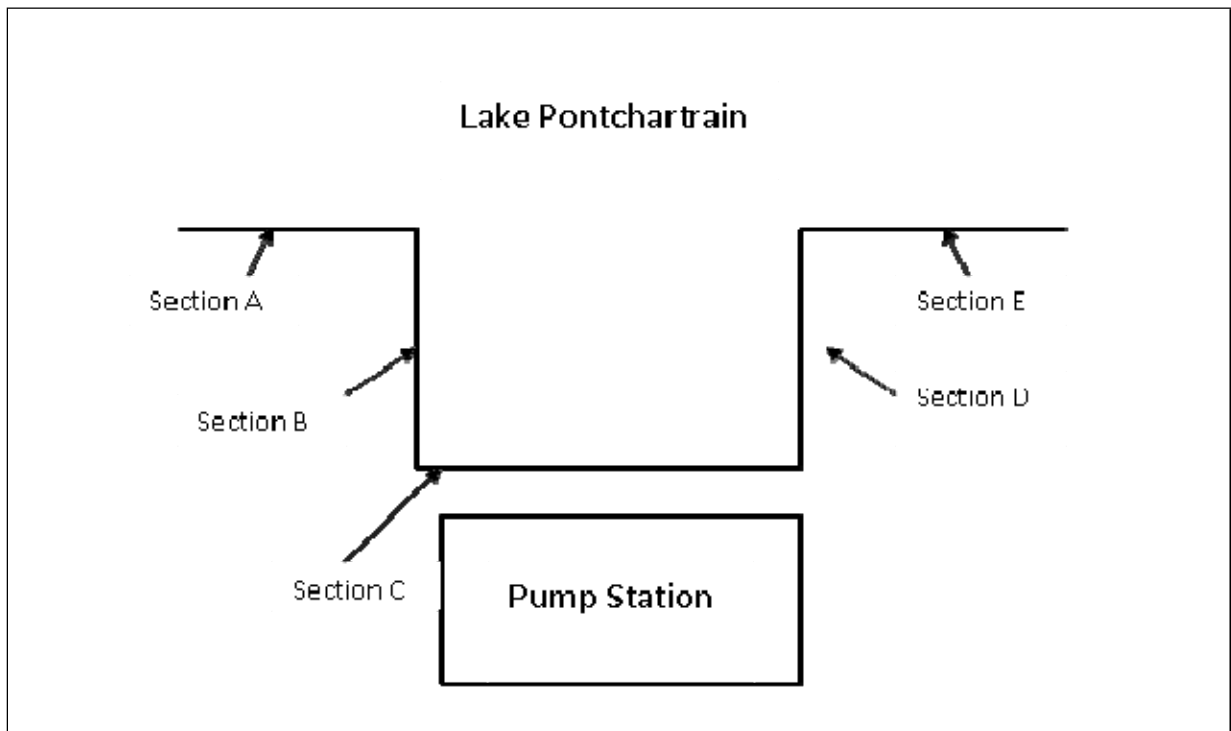 Lake Pontchartrain
Section A
Section E
Section B
Section D
Section C
Pump Station